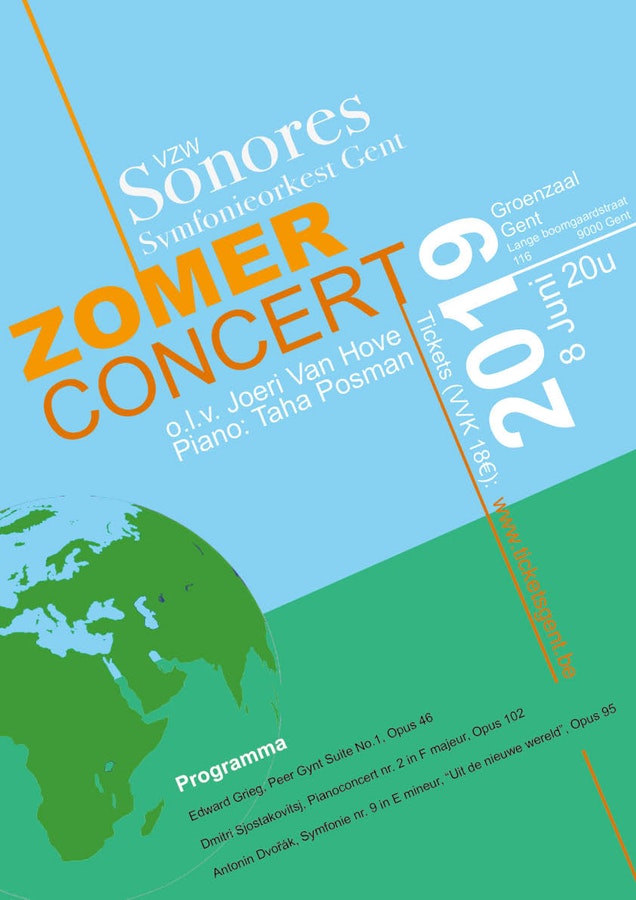 VZW
Sonores
Symfonieorkest Gent
ZOMER
CONCERT
o.l.v. Joeri Van Hove
Piano: Taha Posman
2019
8 Juni 20u
Groenzaal
Gent
Lange boomgaardstraat
116 9000 Gent
Tickets (VVK 18€): www.ticketsgent.be
Programma
Edward Grieg, Peer Gynt Suite No.1, Opus 46
Dmitri Sjostakovitsj, Pianoconcert nr. 2 in F majeur, Opus 102
Antonin Dvořák, Symfonie nr. 9 in E mineur, “Uit de nieuwe wereld”, Opus 95